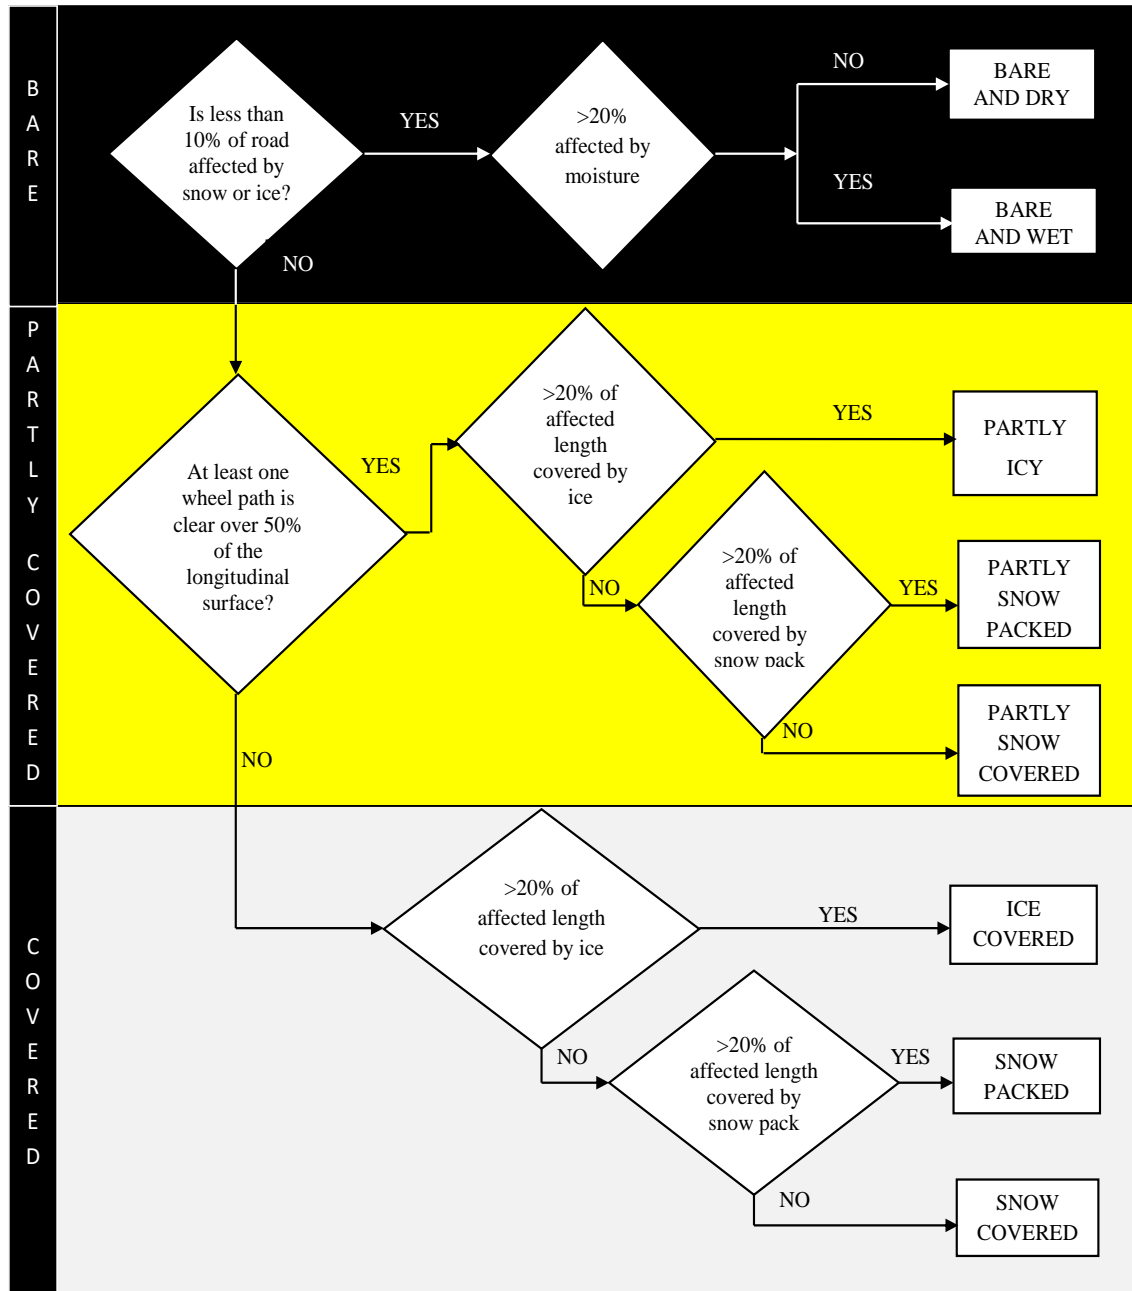 BARE
Is less than
10% of road
affected by
snow or ice?
YES
>20%
affected by
moisture
NO
BARE
AND DRY
YES
BARE
AND WET
NO
PARTLY COVERED
At least one
wheel path is
clear over 50%
of the
longitudinal
surface?
YES
>20% of
affected
length
covered by
ice
YES
PARTLY
ICY
NO
>20% of
affected
length
covered by
snow pack
YES
PARTLY
SNOW
PACKED
NO
PARTLY
SNOW
COVERED
NO
COVERED
>20% of
affected length
covered by ice
YES
ICE
COVERED
NO
>20% of
affected length
covered by
snow pack
YES
SNOW
PACKED
NO
SNOW
COVERED